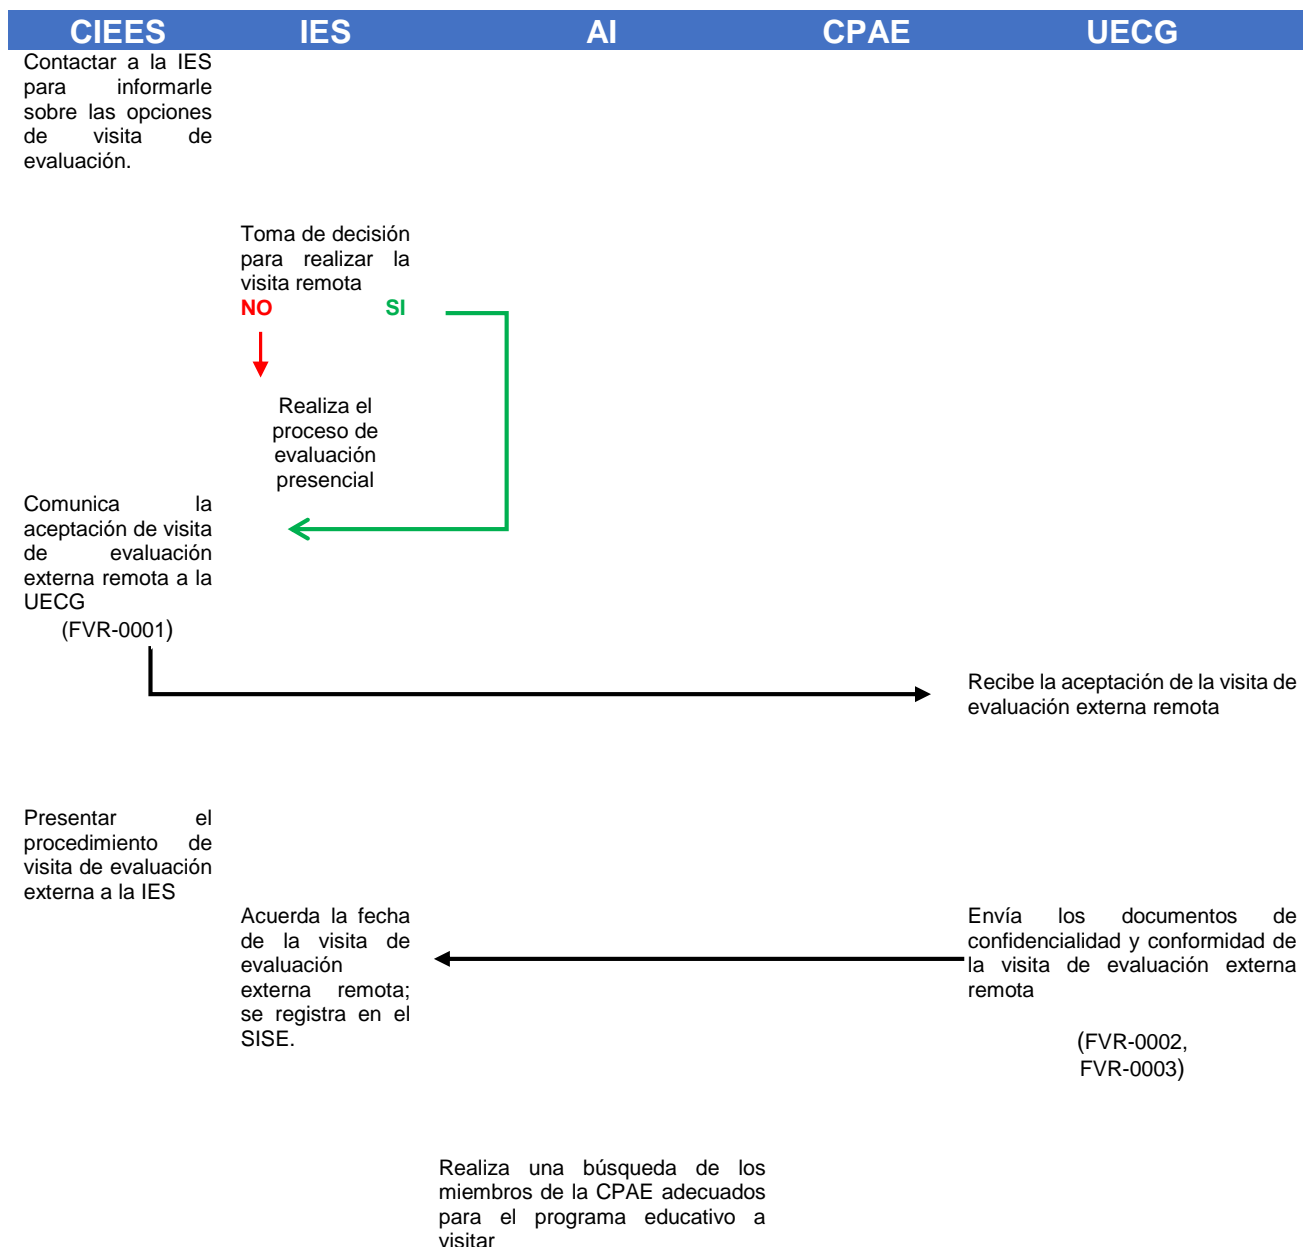 CIEES IES AI CPAE UECG
Contactar a la IES
para informarle
sobre las opciones
de visita de
evaluación.
Toma de decisión
para realizar la
visita remota
NO SI
Realiza el
proceso de
evaluación
presencial
Comunica la
aceptación de visita
de evaluación
externa remota a la
UECG
(FVR-0001)
Recibe la aceptación de la visita de
evaluación externa remota
Presentar el
procedimiento de
visita de evaluación
externa a la IES
Acuerda la fecha
de la visita de
evaluación
externa remota;
se registra en el
SISE.
Envía los documentos de
confidencialidad y conformidad de
la visita de evaluación externa
remota
(FVR-0002,
FVR-0003)
Realiza una búsqueda de los
miembros de la CPAE adecuados
para el programa educativo a
visitar